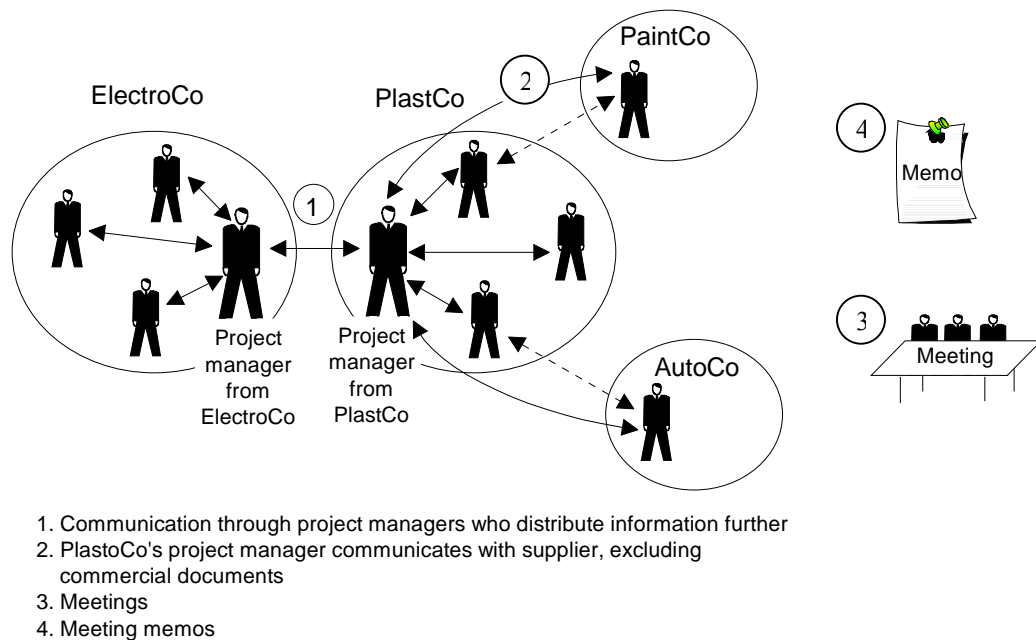 PaintCo
2
ElectroCo
PlastCo
4
Memo
1
3
Project
manager
from
ElectroCo
Project
manager
from
PlastCo
Meeting
AutoCo
1. Communication through project managers who distribute information further
2. PlastoCo's project manager communicates with supplier, excluding
commercial documents
3. Meetings
4. Meeting memos